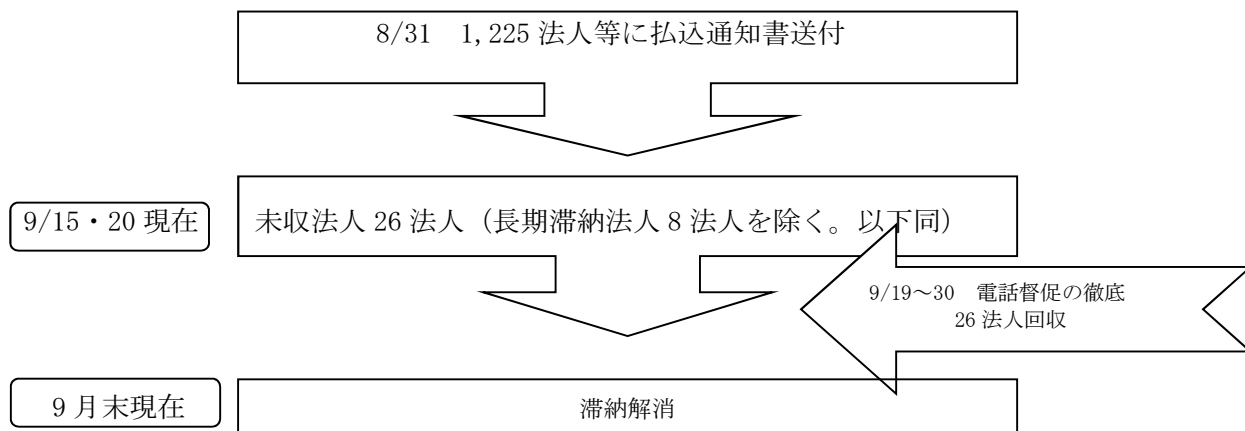 8/31　1,225 法人等に払込通知書送付
9/15・20 現在
未収法人 26 法人（長期滞納法人 8 法人を除く。以下同）
9/19～30　電話督促の徹底
26 法人回収
9 月末現在
滞納解消